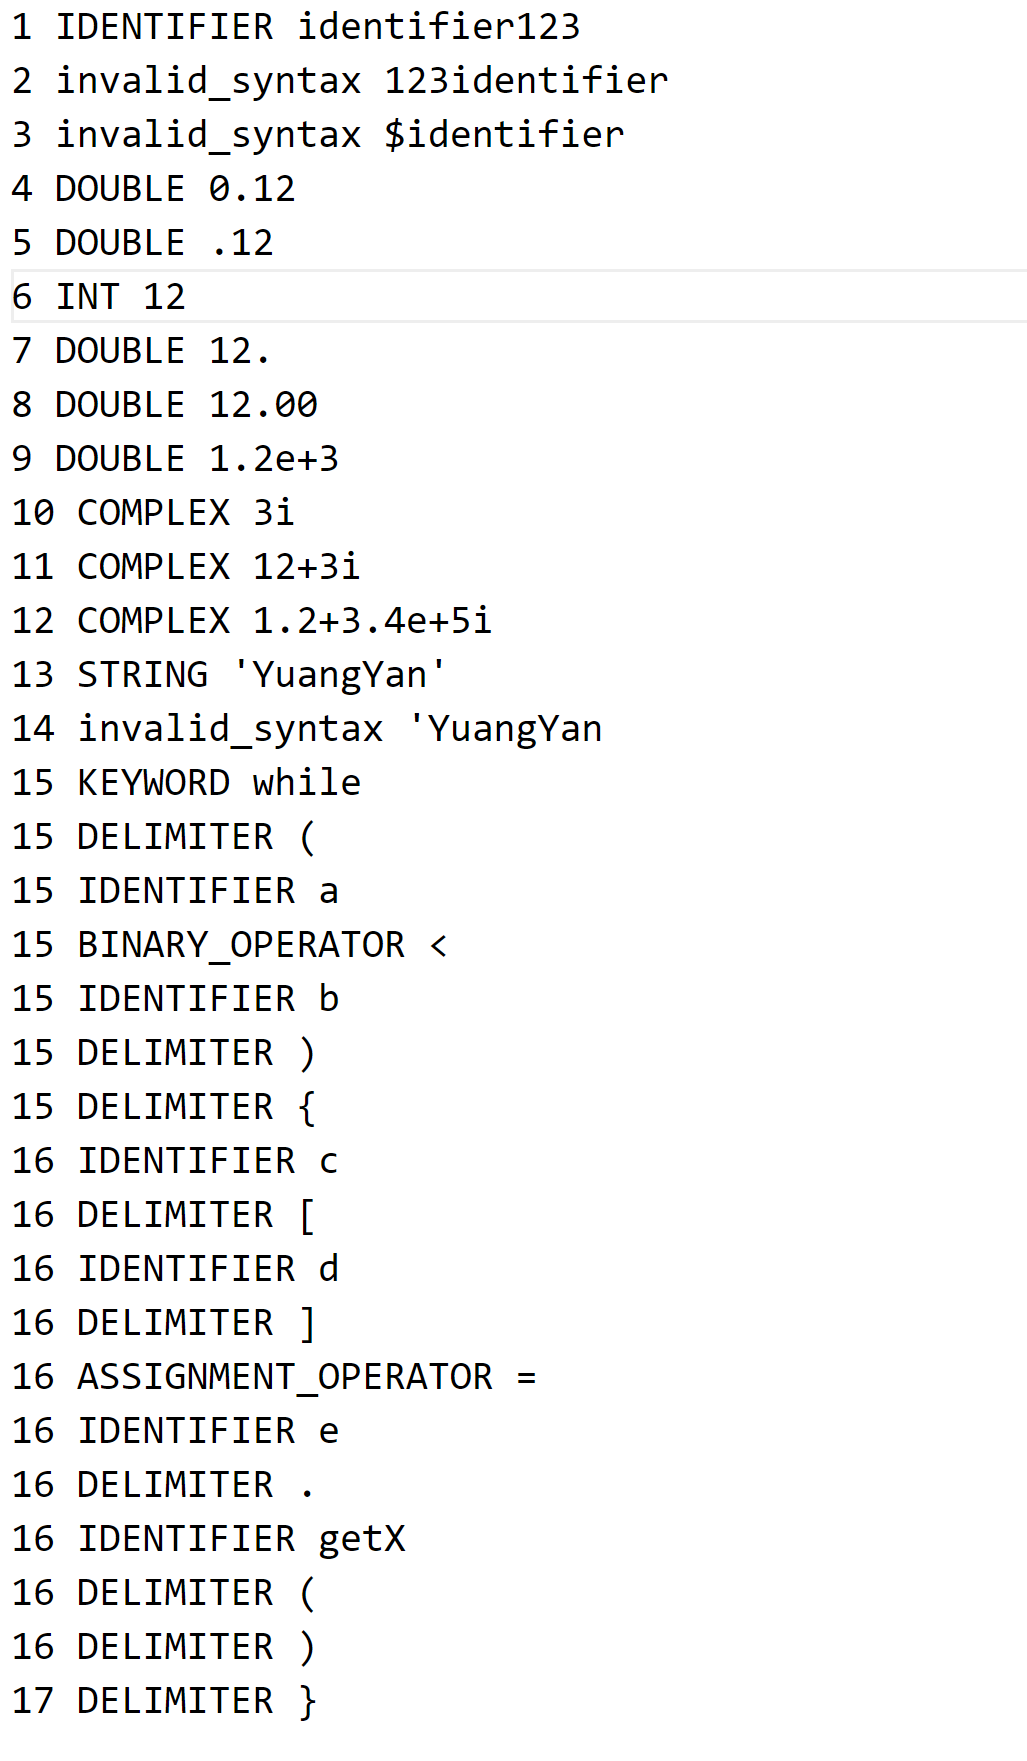 1 IDENTIFIER identifier123
2 invalid_syntax 123identifier
3 invalid_syntax $identifier
4 DOUBLE 0.12
5 DOUBLE .12
6 INT 12
7 DOUBLE 12.
8 DOUBLE 12.00
9 DOUBLE 1.2e+3
10 COMPLEX 3i
11 COMPLEX 12+3i
12 COMPLEX 1.2+3.4e+5i
13 STRING 'YuangYan'
14 invalid_syntax 'YuangYan
15 KEYWORD while
15 DELIMITER (
15 IDENTIFIER a
15 BINARY_OPERATOR <
15 IDENTIFIER b
15 DELIMITER )
15 DELIMITER {
16 IDENTIFIER c
16 DELIMITER [
16 IDENTIFIER d
16 DELIMITER ]
16 ASSIGNMENT_OPERATOR =
16 IDENTIFIER e
16 DELIMITER .
16 IDENTIFIER getX
16 DELIMITER (
16 DELIMITER )
17 DELIMITER }